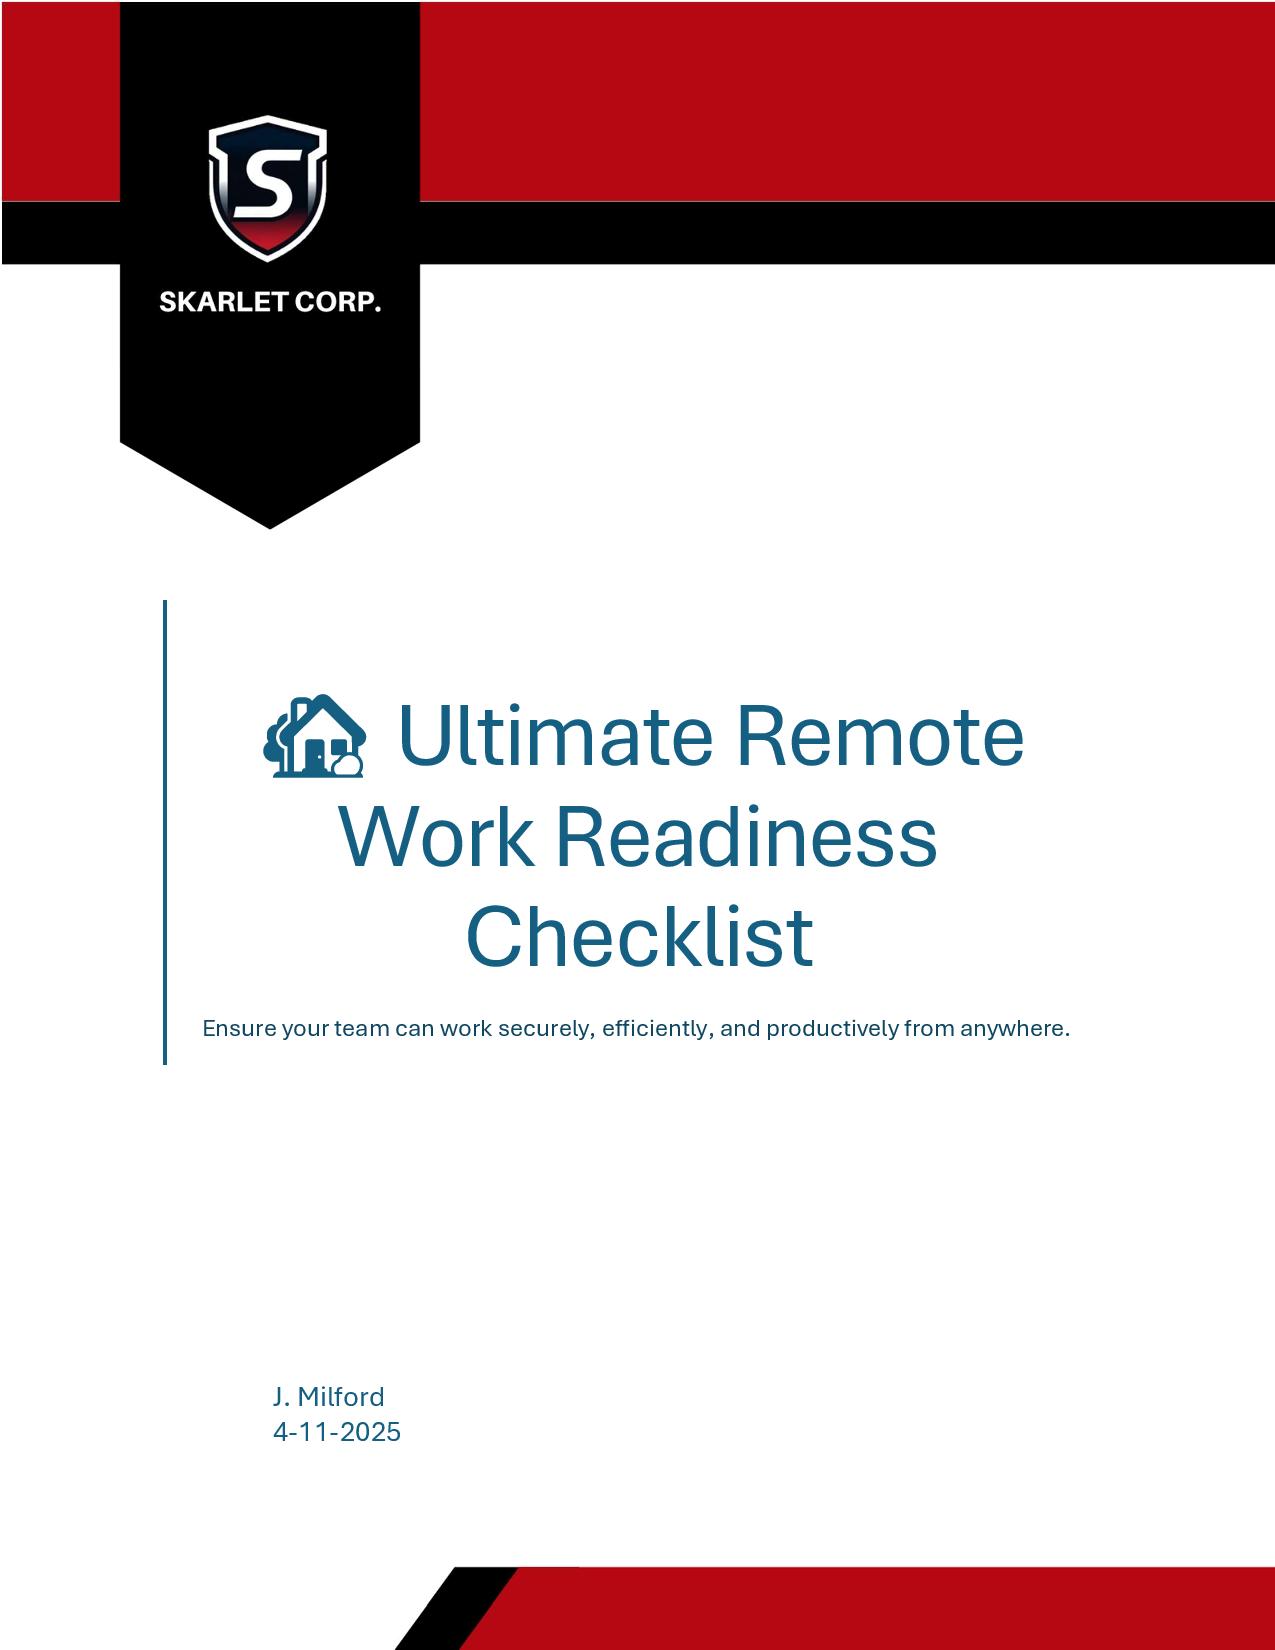 S
SKARLET CORP.
Ultimate Remote
Work Readiness
Checklist
Ensure your team can work securely, efficiently, and productively from anywhere.
J. Milford
4-11-2025